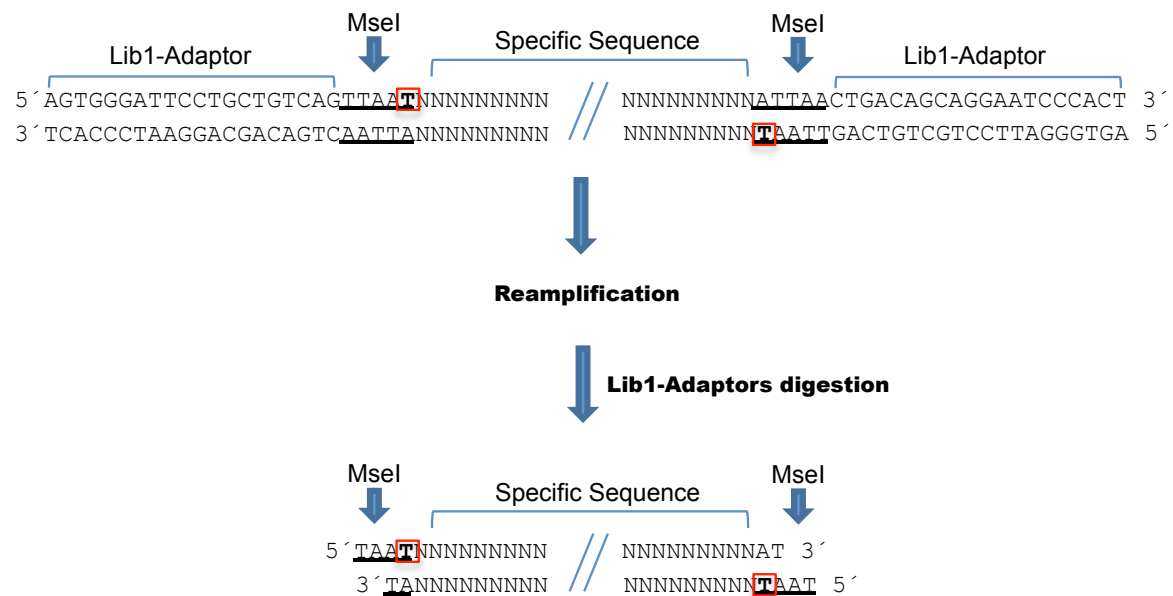 MseI
Specific Sequence
MseI
Lib1-Adaptor
Lib1-Adaptor
5´AGTGGGATTCCTGCTGTCAGTTAATNNNNNNNNN NNNNNNNNNATTAACTGACAGCAGGAATCCCACT 3´
3´TCACCCTAAGGACGACAGTCAATTANNNNNNNNN NNNNNNNNNTAATTGACTGTCGTCCTTAGGGTGA 5´
Reamplification
Lib1-Adaptors digestion
MseI
Specific Sequence
MseI
5´TAATNNNNNNNNN NNNNNNNNNAT 3´
3´TANNNNNNNNN NNNNNNNNNTAAT 5´